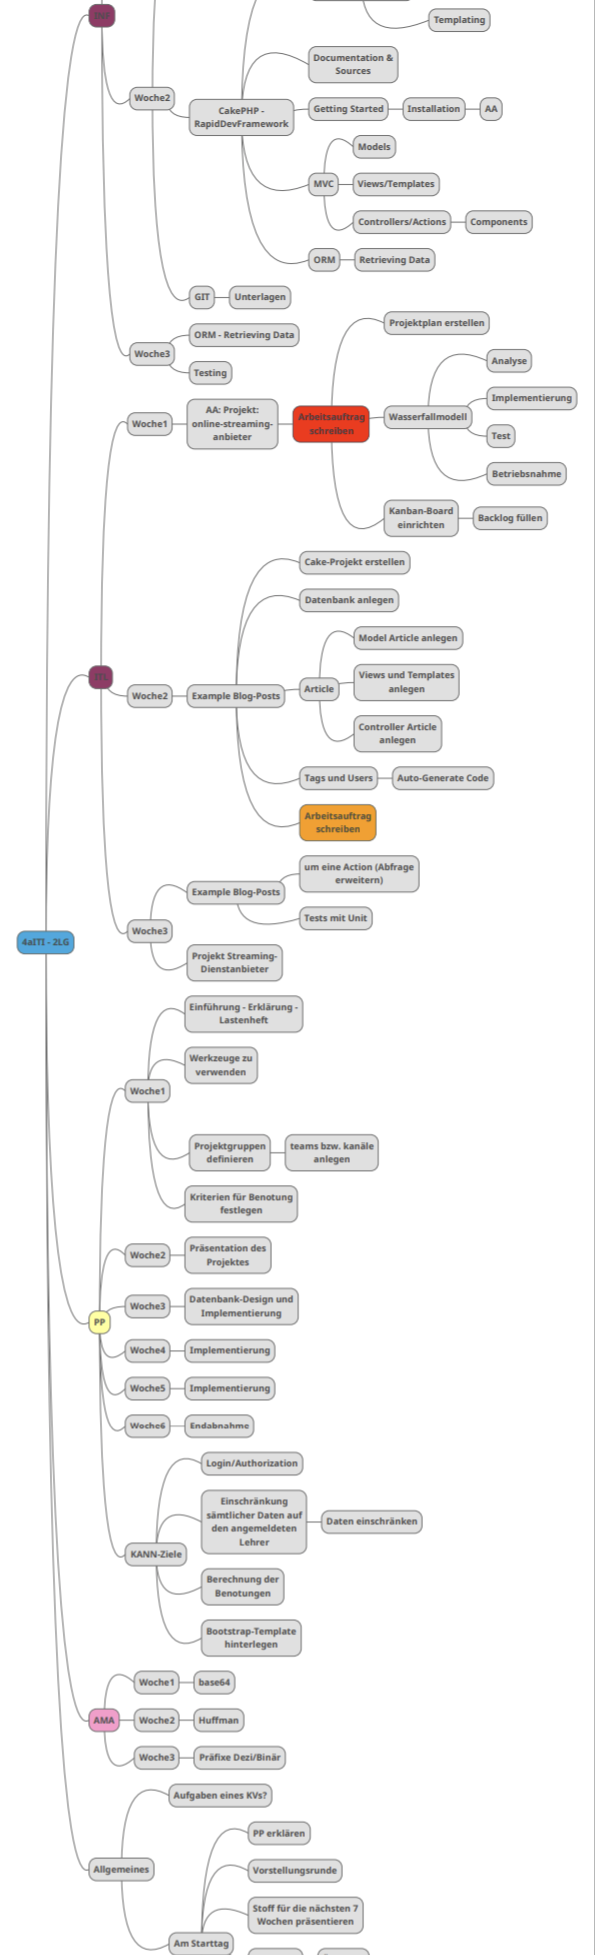 Templating
Documentation &
Sources
Woche2
CakePHP -
RapidDevFramework
Getting Started
Installation
AA
Models
MVC
Views/Templates
Controllers/Actions
Components
ORM
Retrieving Data
GIT
Unterlagen
Woche3
ORM - Retrieving Data
Testing
Projektplan erstellen
Woche1
AA: Projekt:
online-streaming-
anbieter
Arbeitsauftrag
schreiben
Wasserfallmodell
Analyse
Implementierung
Test
Betriebsnahme
Kanban-Board
einrichten
Backlog füllen
Cake-Projekt erstellen
Datenbank anlegen
Woche2
Example Blog-Posts
Article
Model Article anlegen
Views und Templates
anlegen
Controller Article
anlegen
Tags und Users
Auto-Generate Code
Arbeitsauftrag
schreiben
Woche3
Example Blog-Posts
um eine Action (Abfrage
erweitern)
Tests mit Unit
Projekt Streaming-
Dienstanbieter
4aITI - 2LG
Woche1
Einführung - Erklärung -
Lastenheft
Werkzeuge zu
verwenden
Projektgruppen
definieren
teams bzw. kanäle
anlegen
Kriterien für Benotung
festlegen
PP
Woche2
Präsentation des
Projektes
Woche3
Datenbank-Design und
Implementierung
Woche4
Implementierung
Woche5
Implementierung
Woche6
Endabnahme
KANN-Ziele
Login/Authorization
Einschränkung
sämtlicher Daten auf
den angemeldeten
Lehrer
Daten einschränken
Berechnung der
Benotungen
Bootstrap-Template
hinterlegen
AMA
Woche1
base64
Woche2
Huffman
Woche3
Präfixe Dezi/Binär
Allgemeines
Aufgaben eines KVs?
Am Starttag
PP erklären
Vorstellungsrunde
Stoff für die nächsten 7
Wochen präsentieren